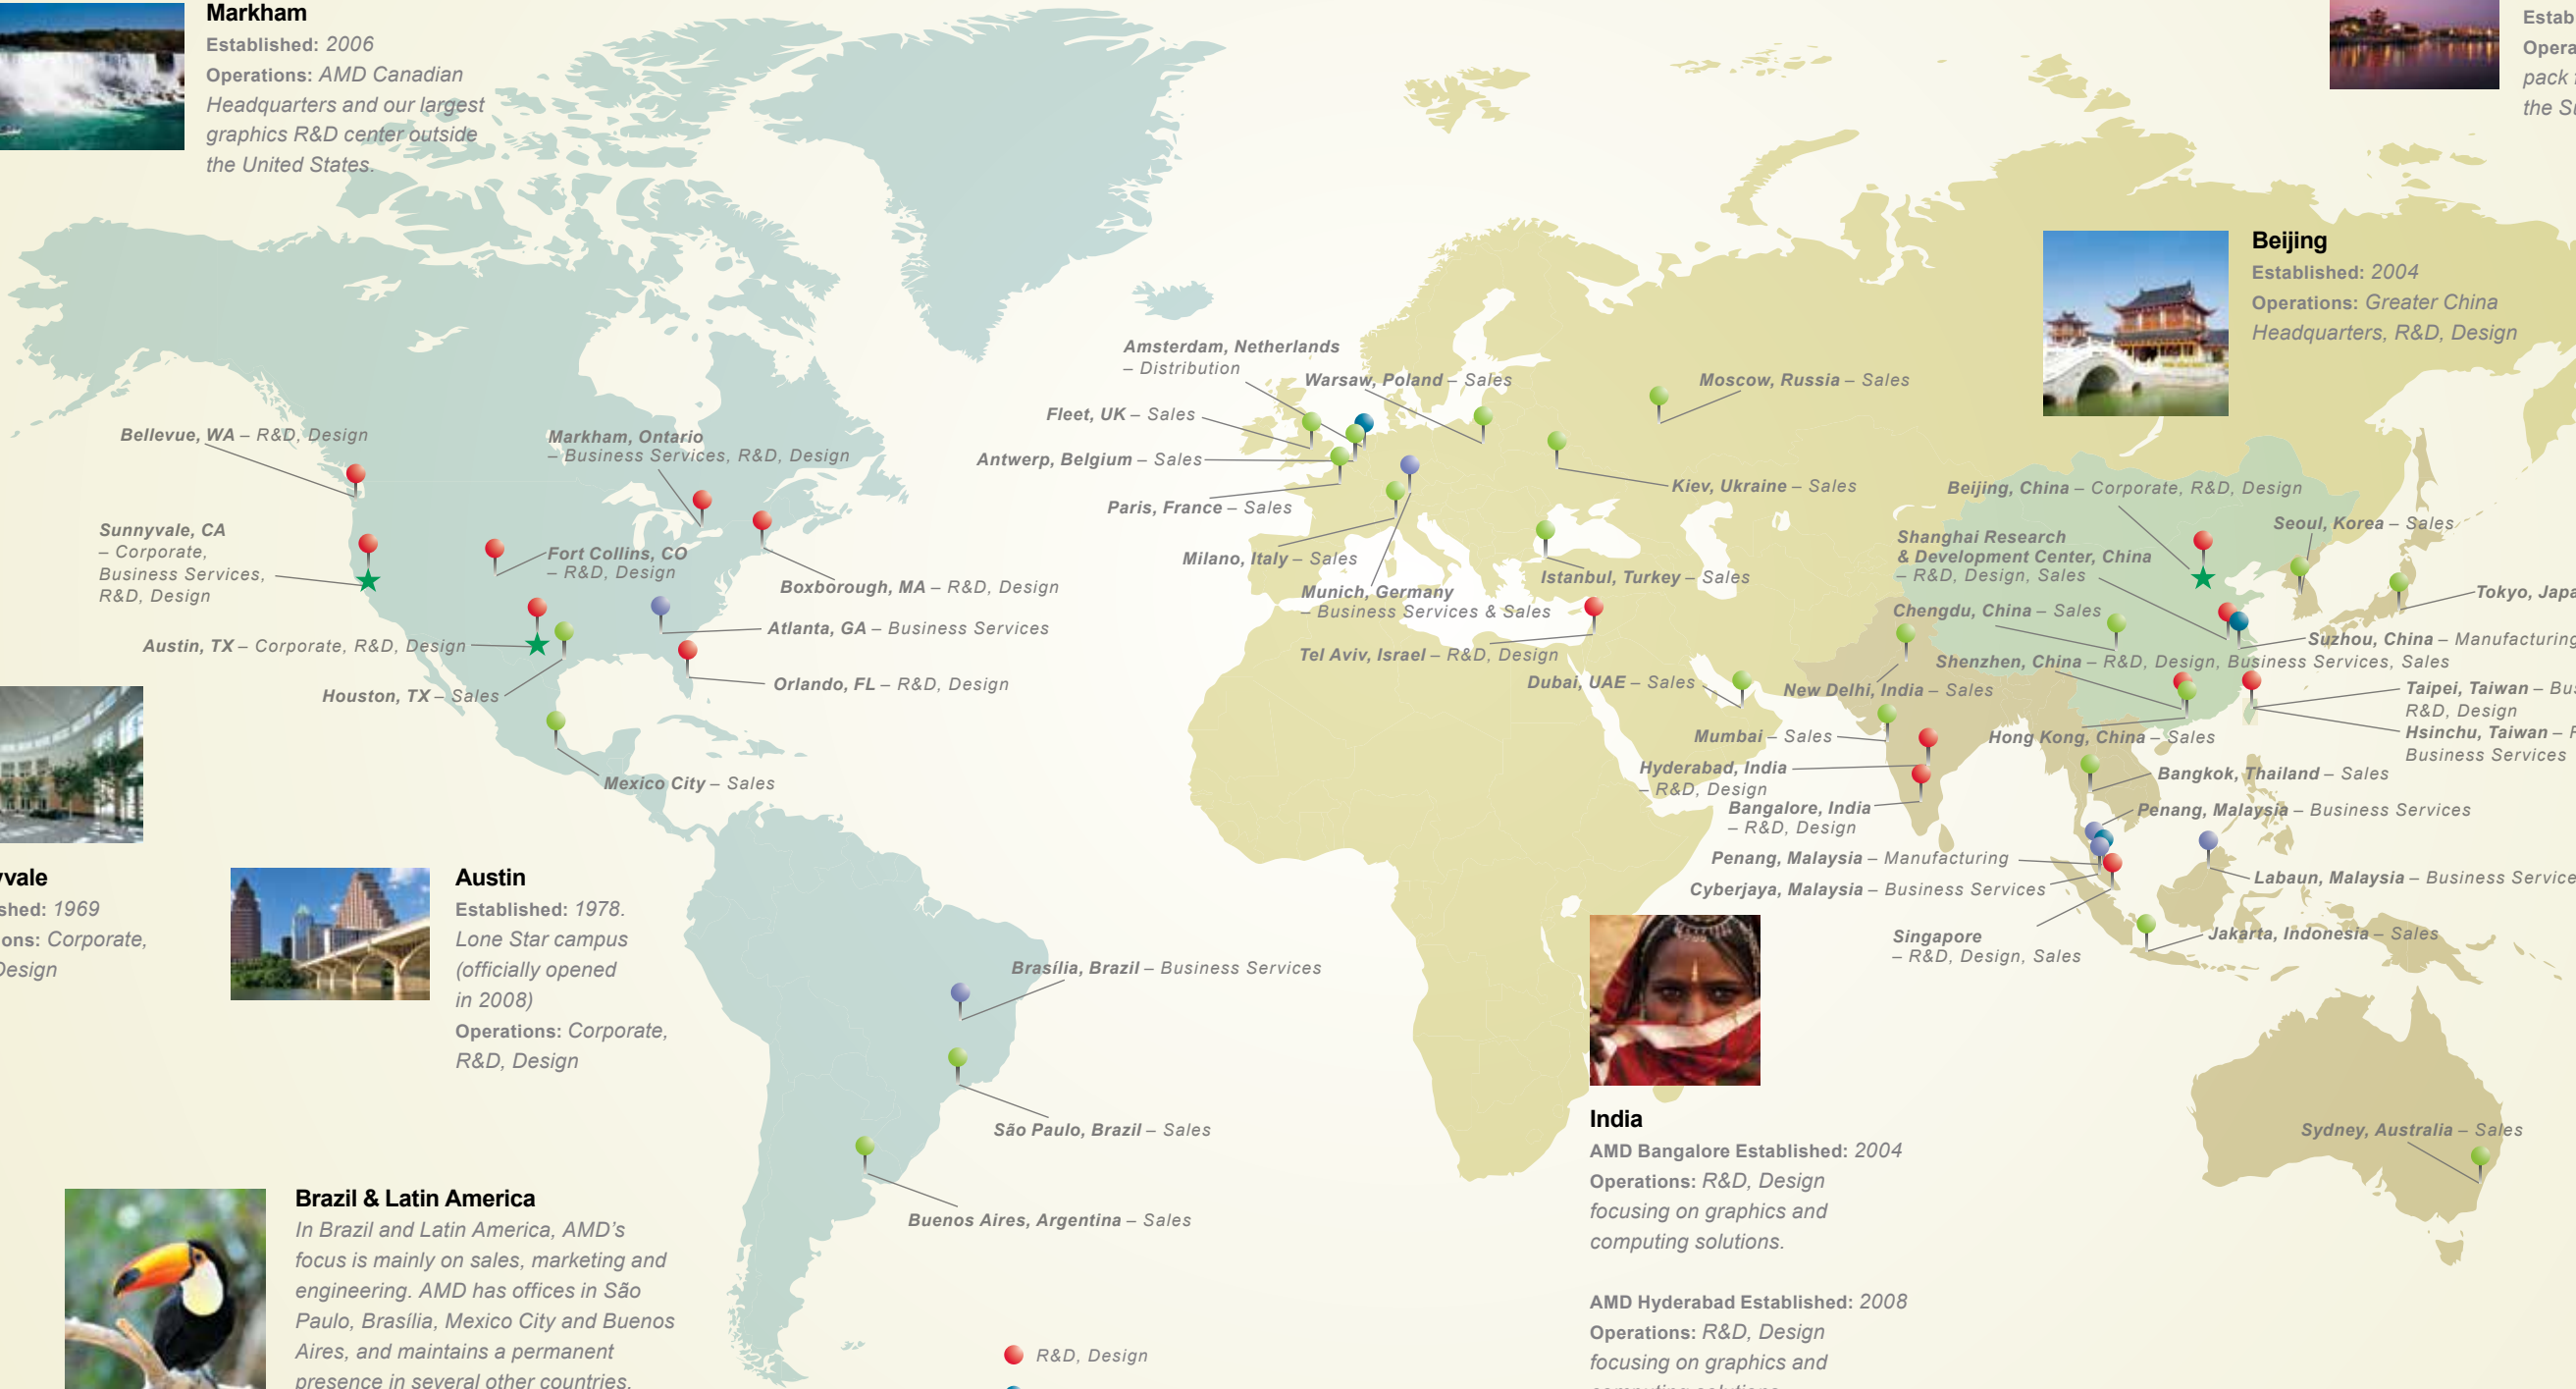 Markham
Established: 2006
Operations: AMD Canadian
Headquarters and our largest
graphics R&D center outside
the United States.
Estab
Opera
pack
the Su
Beijing
Established: 2004
Operations: Greater China
Headquarters, R&D, Design
Bellevue, WA – R&D, Design
Markham, Ontario
– Business Services, R&D, Design
Sunnyvale, CA
– Corporate,
Business Services,
R&D, Design
Fort Collins, CO
– R&D, Design
Boxborough, MA – R&D, Design
Atlanta, GA – Business Services
Austin, TX – Corporate, R&D, Design
Orlando, FL – R&D, Design
Houston, TX – Sales
Mexico City – Sales
Amsterdam, Netherlands
– Distribution
Warsaw, Poland – Sales
Moscow, Russia – Sales
Fleet, UK – Sales
Antwerp, Belgium – Sales
Kiev, Ukraine – Sales
Paris, France – Sales
Milano, Italy – Sales
Munich, Germany
– Business Services & Sales
Istanbul, Turkey – Sales
Tel Aviv, Israel – R&D, Design
Dubai, UAE – Sales
Beijing, China – Corporate, R&D, Design
Seoul, Korea – Sales
Shanghai Research
& Development Center, China
– R&D, Design, Sales
Tokyo, Japa
Chengdu, China – Sales
Suzhou, China – Manufacturing
Shenzhen, China – R&D, Design, Business Services, Sales
New Delhi, India – Sales
Taipei, Taiwan – Bus
R&D, Design
Hsinchu, Taiwan – R
Business Services
Mumbai – Sales
Hong Kong, China – Sales
Hyderabad, India
– R&D, Design
Bangkok, Thailand – Sales
Bangalore, India
– R&D, Design
Penang, Malaysia – Business Services
Penang, Malaysia – Manufacturing
Cyberjaya, Malaysia – Business Services
Labaun, Malaysia – Business Service
Singapore
– R&D, Design, Sales
Jakarta, Indonesia – Sales
Sydney, Australia – Sales
yvale
shed: 1969
ons: Corporate,
Design
Austin
Established: 1978.
Lone Star campus
(officially opened
in 2008)
Operations: Corporate,
R&D, Design
Brasília, Brazil – Business Services
São Paulo, Brazil – Sales
Buenos Aires, Argentina – Sales
Brazil & Latin America
In Brazil and Latin America, AMD's
focus is mainly on sales, marketing and
engineering. AMD has offices in São
Paulo, Brasília, Mexico City and Buenos
Aires, and maintains a permanent
presence in several other countries.
India
AMD Bangalore Established: 2004
Operations: R&D, Design
focusing on graphics and
computing solutions.
AMD Hyderabad Established: 2008
Operations: R&D, Design
focusing on graphics and
computing solutions
R&D, Design